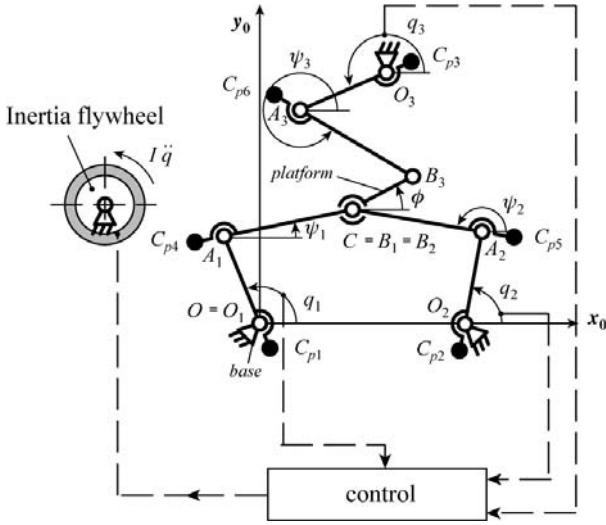 y₀
q₃
ψ₃
Cₚ₃
Cₚ₆
O₃
A₃
Inertia flywheel
I q̈
B₃
platform
ϕ
ψ₂
Cₚ₄
A₁
ψ₁
C = B₁ = B₂
A₂
Cₚ₅
O = O₁
q₁
O₂
q₂
x₀
base
Cₚ₁
Cₚ₂
control